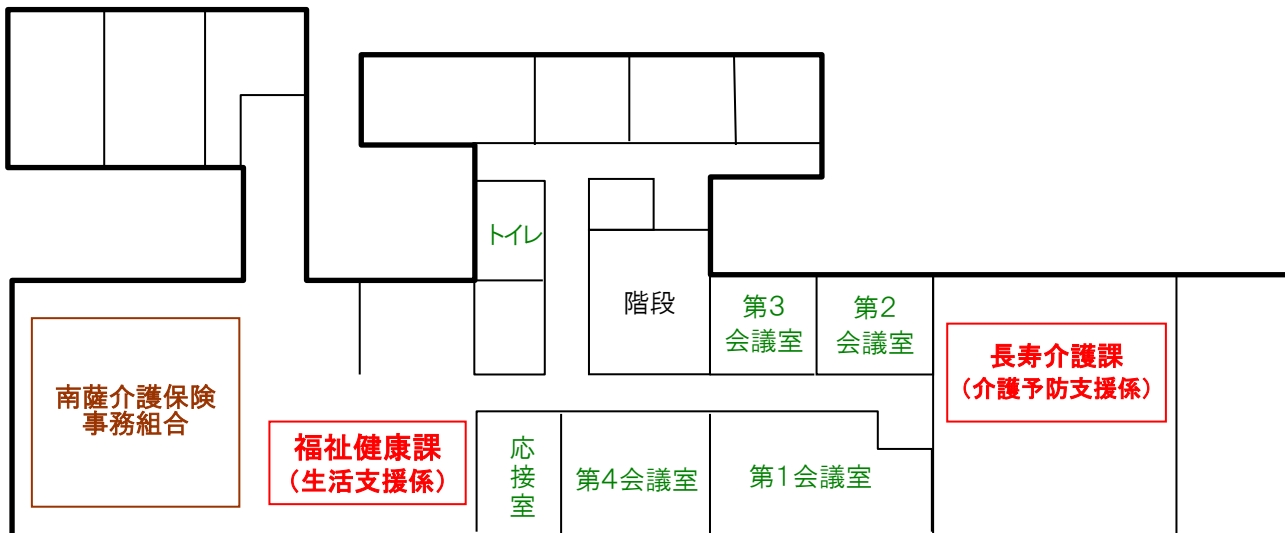 トイレ
階段
第3
会議室
第2
会議室
長寿介護課
（介護予防支援係）
南薩介護保険
事務組合
福祉健康課
（生活支援係）
応
接
室
第4会議室
第1会議室